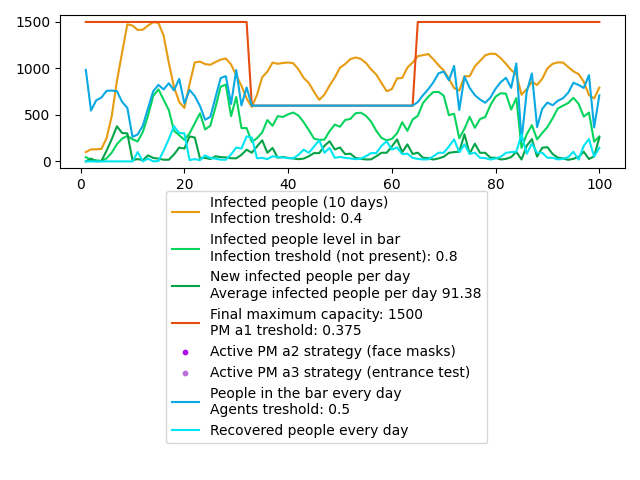 1500
1000
500
0
0
20
40
60
80
100
Infected people (10 days)
Infection treshold: 0.4
Infected people level in bar
Infection treshold (not present): 0.8
New infected people per day
Average infected people per day 91.38
Final maximum capacity: 1500
PM a1 treshold: 0.375
Active PM a2 strategy (face masks)
Active PM a3 strategy (entrance test)
People in the bar every day
Agents treshold: 0.5
Recovered people every day